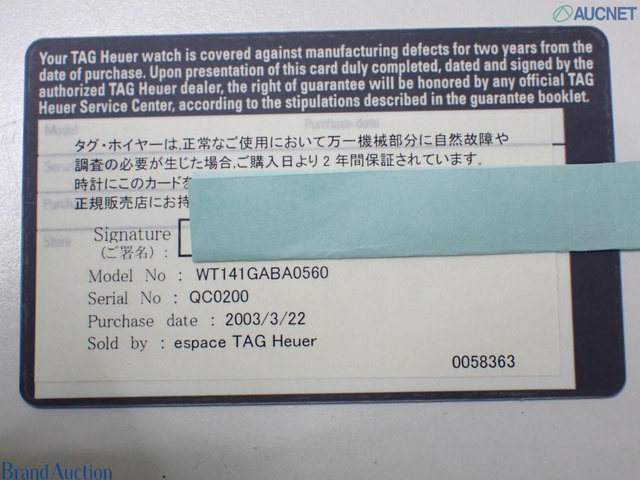 AUCNET
Your TAG Heuer watch is covered against manufacturing defects for two years from the
date of purchase. Upon presentation of this card duly completed, dated and signed by the
authorized TAG Heuer dealer, the right of guarantee will be honored by any official TAG
Heuer Service Center, according to the stipulations described in the guarantee booklet.
Model Purchase date
タグ・ホイヤーは、正常なご使用において万一機械部分に自然故障や
調査の必要が生じた場合、ご購入日より2年間保証されています。
時計にこのカードを
正規販売店にお持
Store
Signature
(ご署名) :
Model No : WT141GABA0560
Serial No : QC0200
Purchase date : 2003/3/22
Sold by : espace TAG Heuer
0058363
Brand Auction